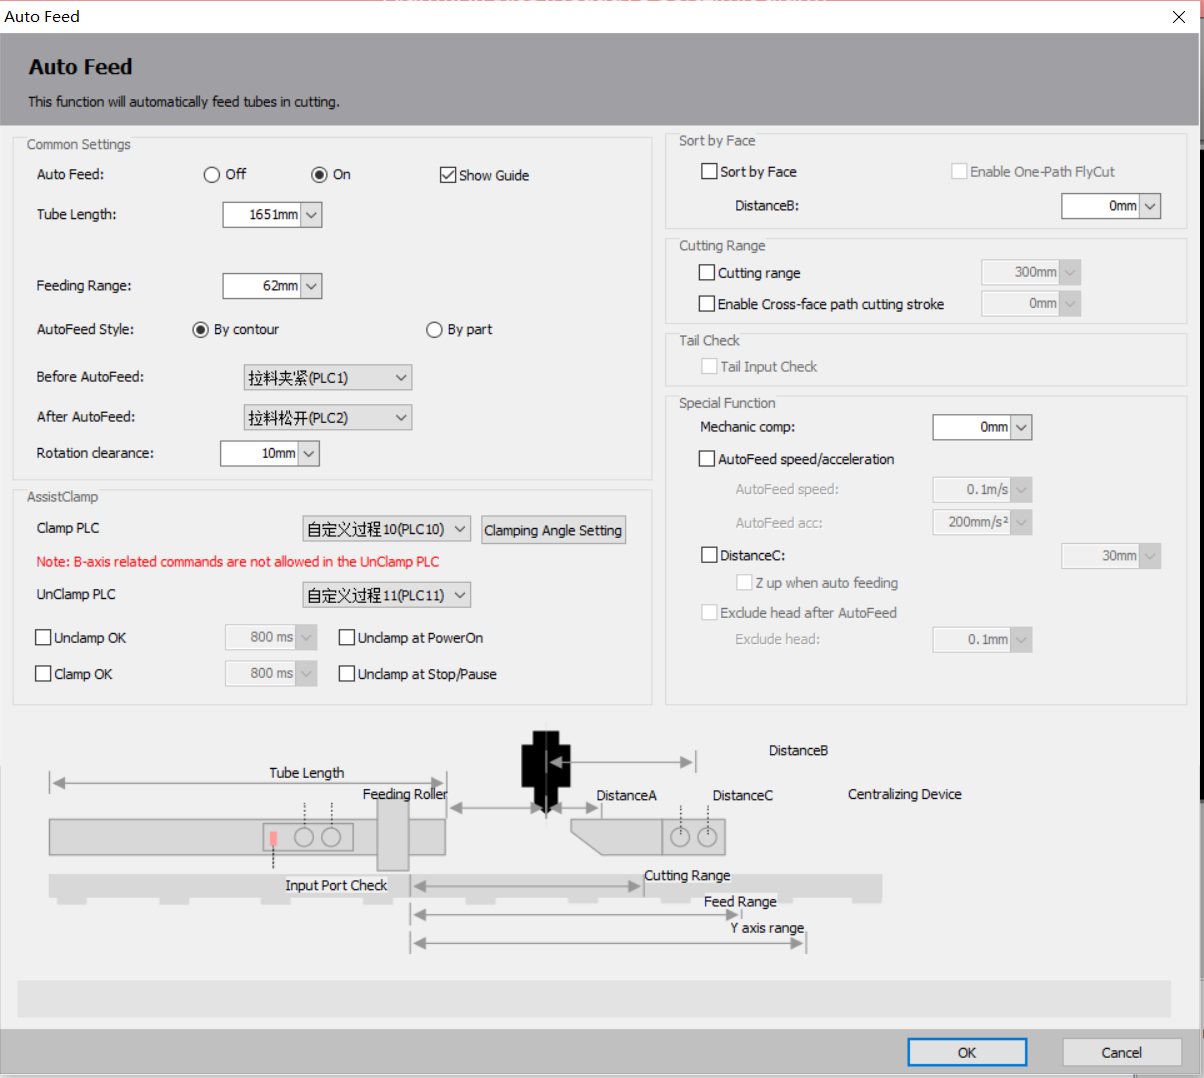 Auto Feed
Auto Feed
This function will automatically feed tubes in cutting.
Common Settings
Auto Feed:
Off
On
Show Guide
Tube Length:
1651mm
Feeding Range:
62mm
AutoFeed Style:
By contour
By part
Before AutoFeed:
拉料夹紧(PLC1)
After AutoFeed:
拉料松开(PLC2)
Rotation clearance:
10mm
AssistClamp
Clamp PLC
自定义过程10(PLC10)
Clamping Angle Setting
Note: B-axis related commands are not allowed in the UnClamp PLC
UnClamp PLC
自定义过程11(PLC11)
Unclamp OK
800 ms
Unclamp at PowerOn
Clamp OK
800 ms
Unclamp at Stop/Pause
Sort by Face
Sort by Face
Enable One-Path FlyCut
DistanceB:
0mm
Cutting Range
Cutting range
300mm
Enable Cross-face path cutting stroke
0mm
Tail Check
Tail Input Check
Special Function
Mechanic comp:
0mm
AutoFeed speed/acceleration
AutoFeed speed:
0.1m/s
AutoFeed acc:
200mm/s²
DistanceC:
30mm
Z up when auto feeding
Exclude head after AutoFeed
Exclude head:
0.1mm
DistanceB
Tube Length
Feeding Roller
DistanceA
DistanceC
Centralizing Device
Input Port Check
Cutting Range
Feed Range
Y axis range
OK
Cancel